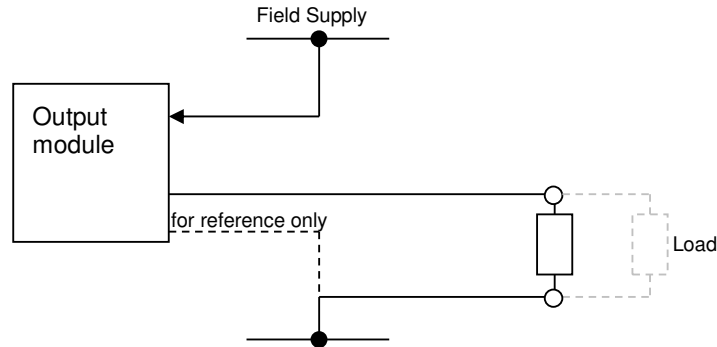 Field Supply
Output
module
for reference only
Load